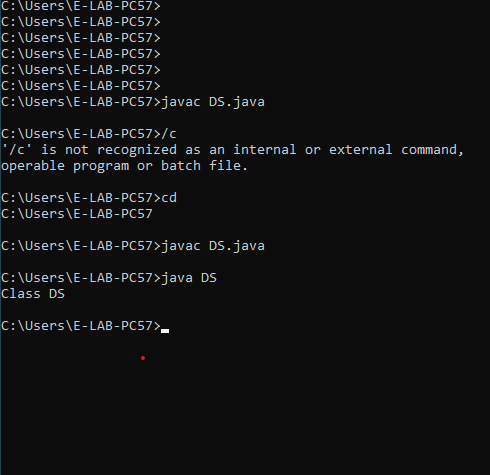 C:\Users\E-LAB-PC57>
C:\Users\E-LAB-PC57>
C:\Users\E-LAB-PC57>
C:\Users\E-LAB-PC57>
C:\Users\E-LAB-PC57>
C:\Users\E-LAB-PC57>
C:\Users\E-LAB-PC57>javac DS.java
C:\Users\E-LAB-PC57>/c
'/c' is not recognized as an internal or external command,
operable program or batch file.
C:\Users\E-LAB-PC57>cd
C:\Users\E-LAB-PC57
C:\Users\E-LAB-PC57>javac DS.java
C:\Users\E-LAB-PC57>java DS
Class DS
C:\Users\E-LAB-PC57>